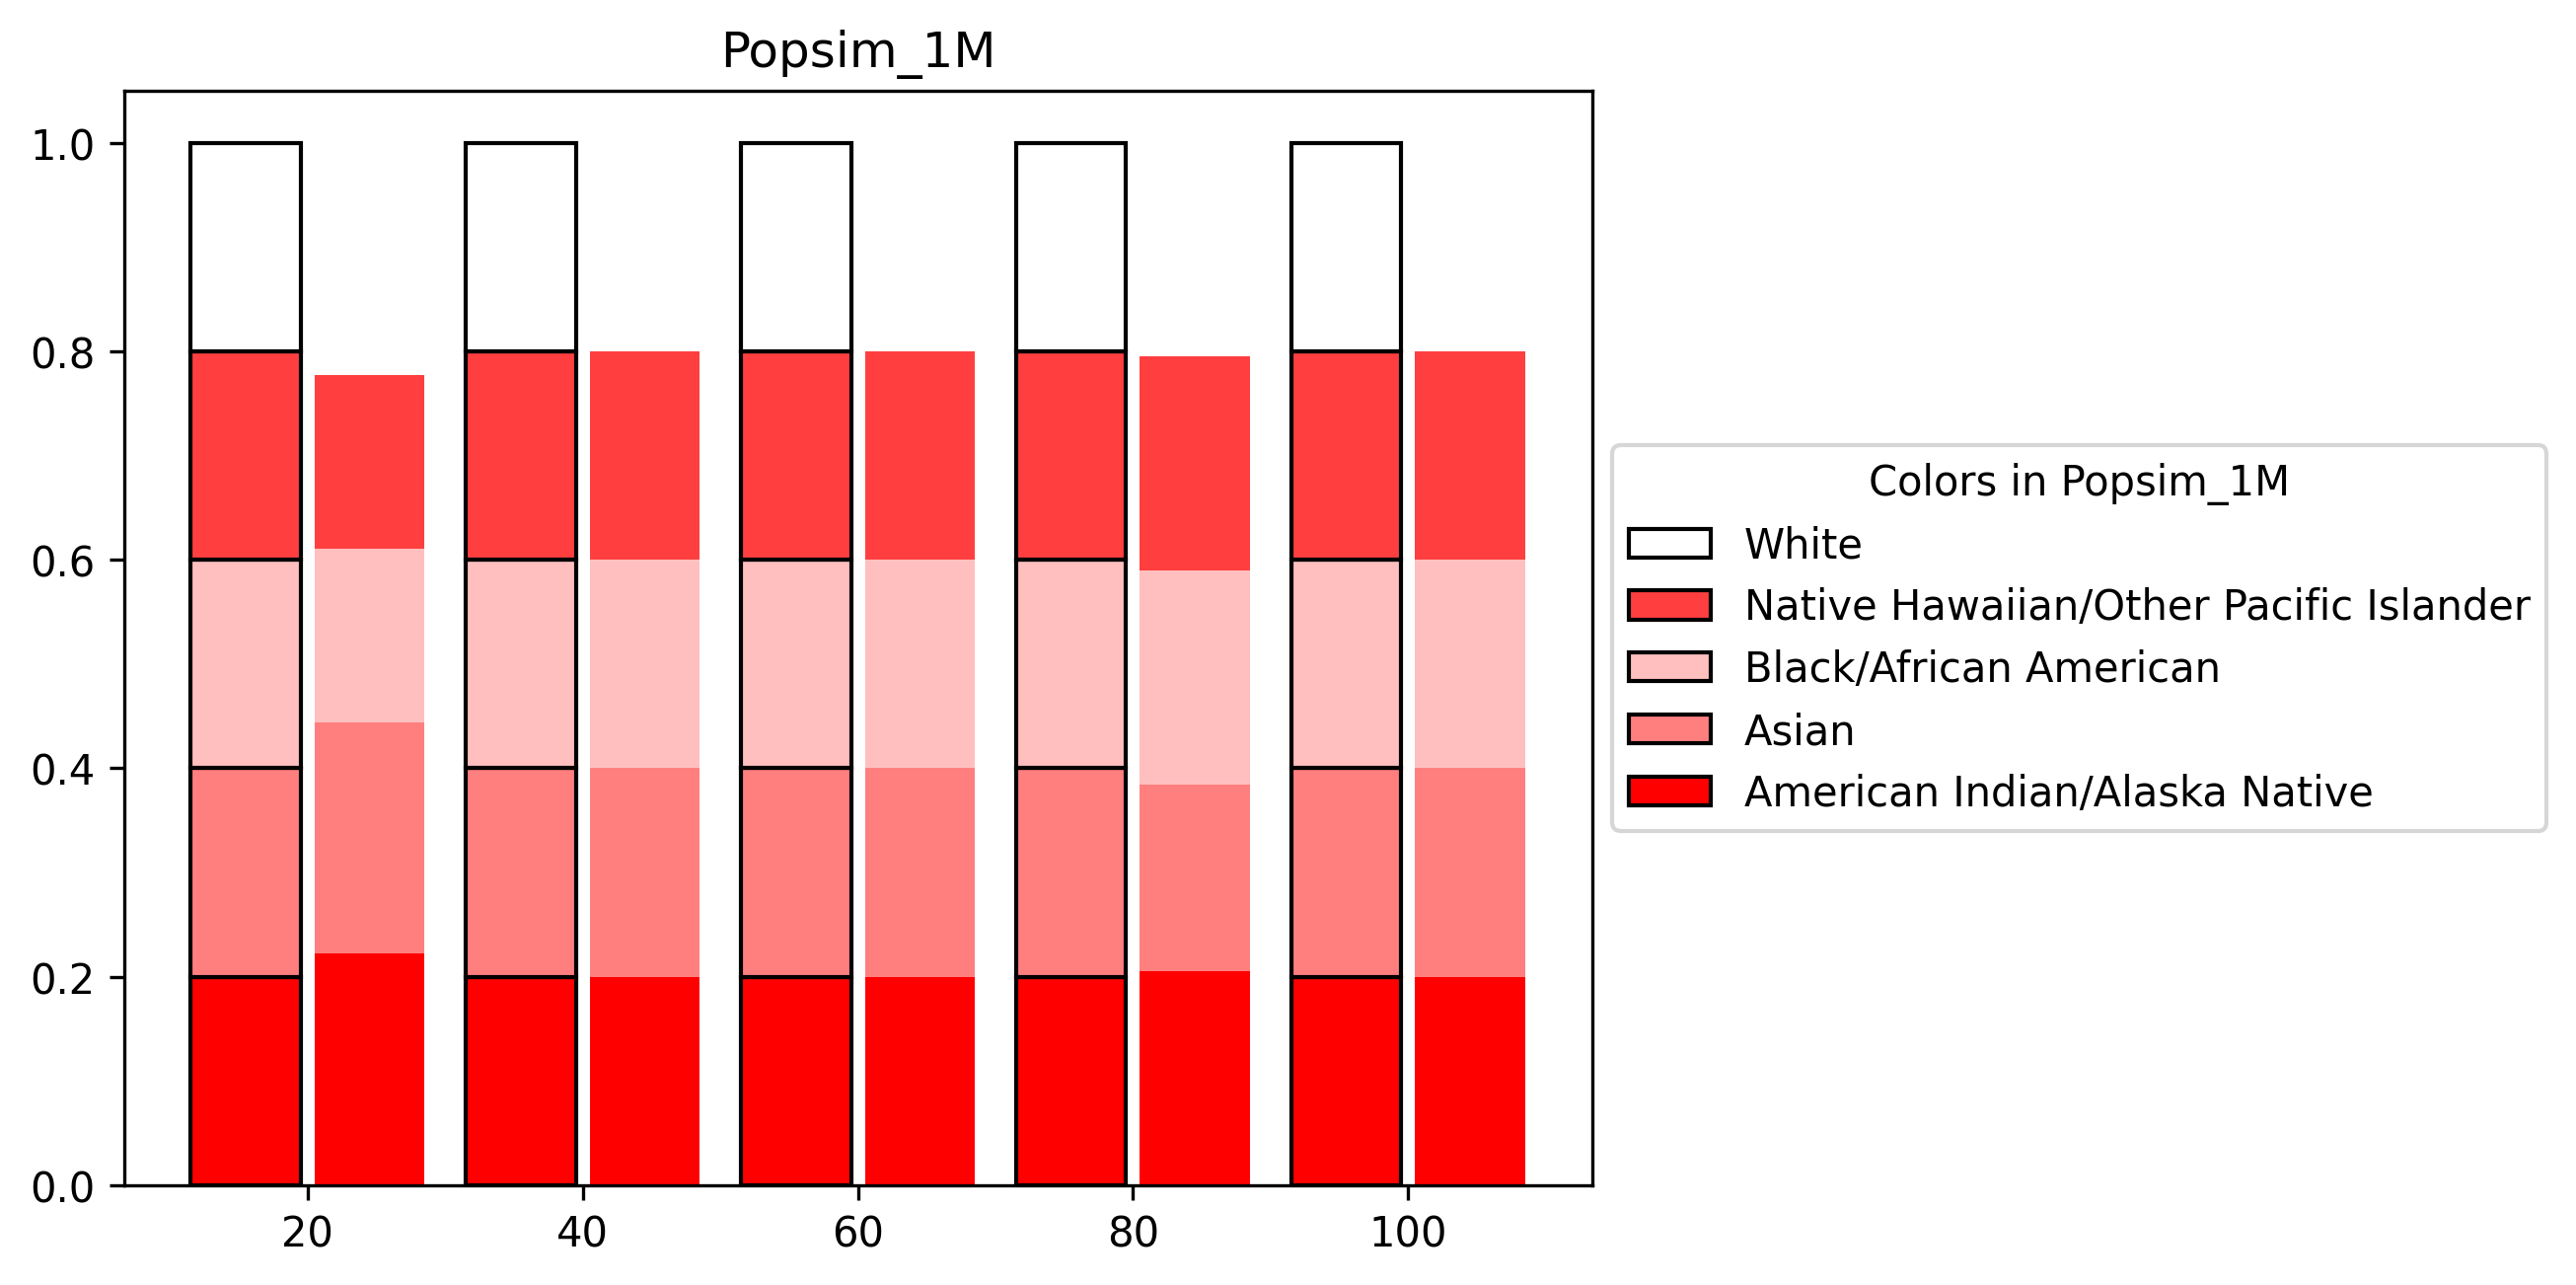 Popsim_1M
1.0
0.8
0.6
0.4
0.2
0.0
20 40 60 80 100
Colors in Popsim_1M
White
Native Hawaiian/Other Pacific Islander
Black/African American
Asian
American Indian/Alaska Native